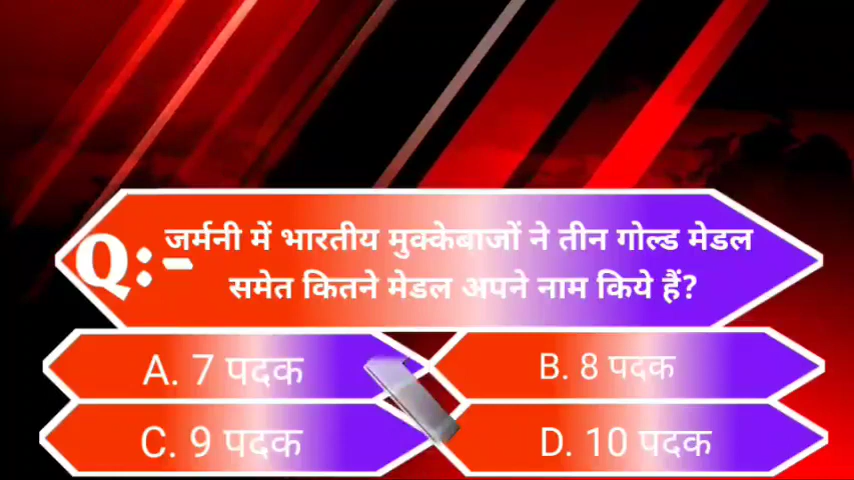 Q:- जर्मनी में भारतीय मुक्केबाजों ने तीन गोल्ड मेडल
समेत कितने मेडल अपने नाम किये हैं?
A. 7 पदक
B. 8 पदक
C. 9 पदक
D. 10 पदक